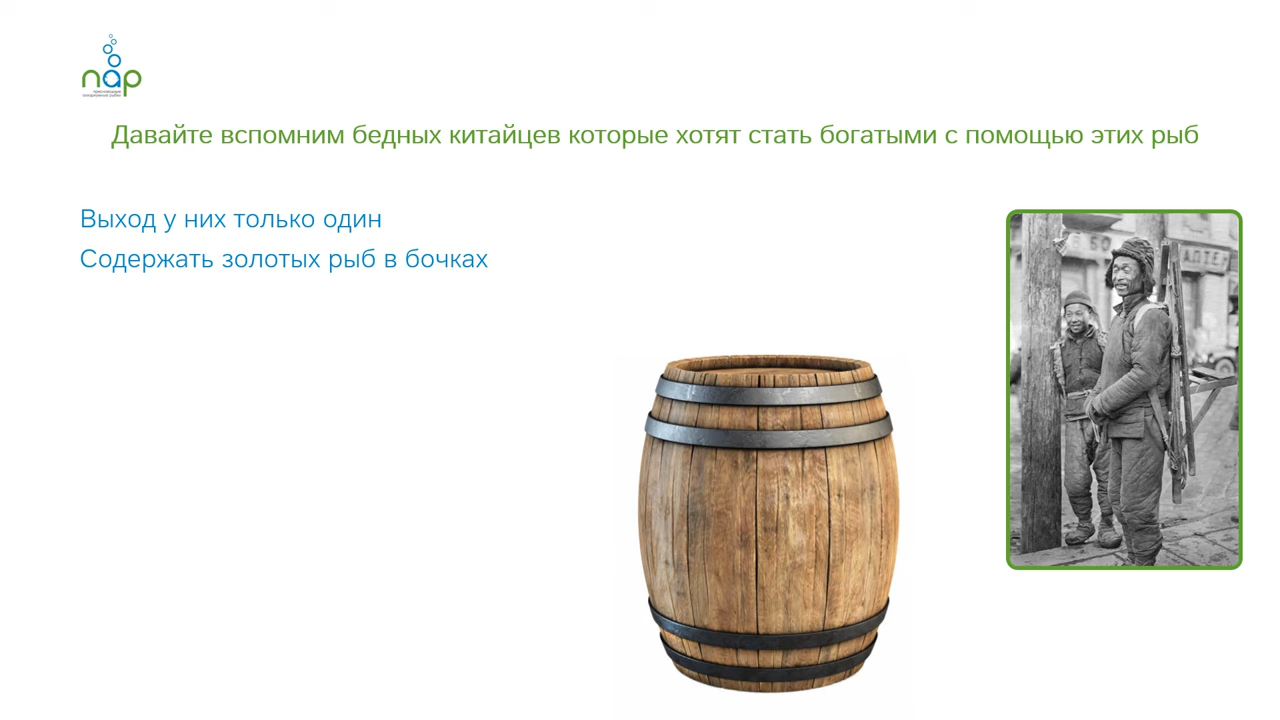 пар
Давайте вспомним бедных китайцев которые хотят стать богатыми с помощью этих рыб
Выход у них только один
Содержать золотых рыб в бочках